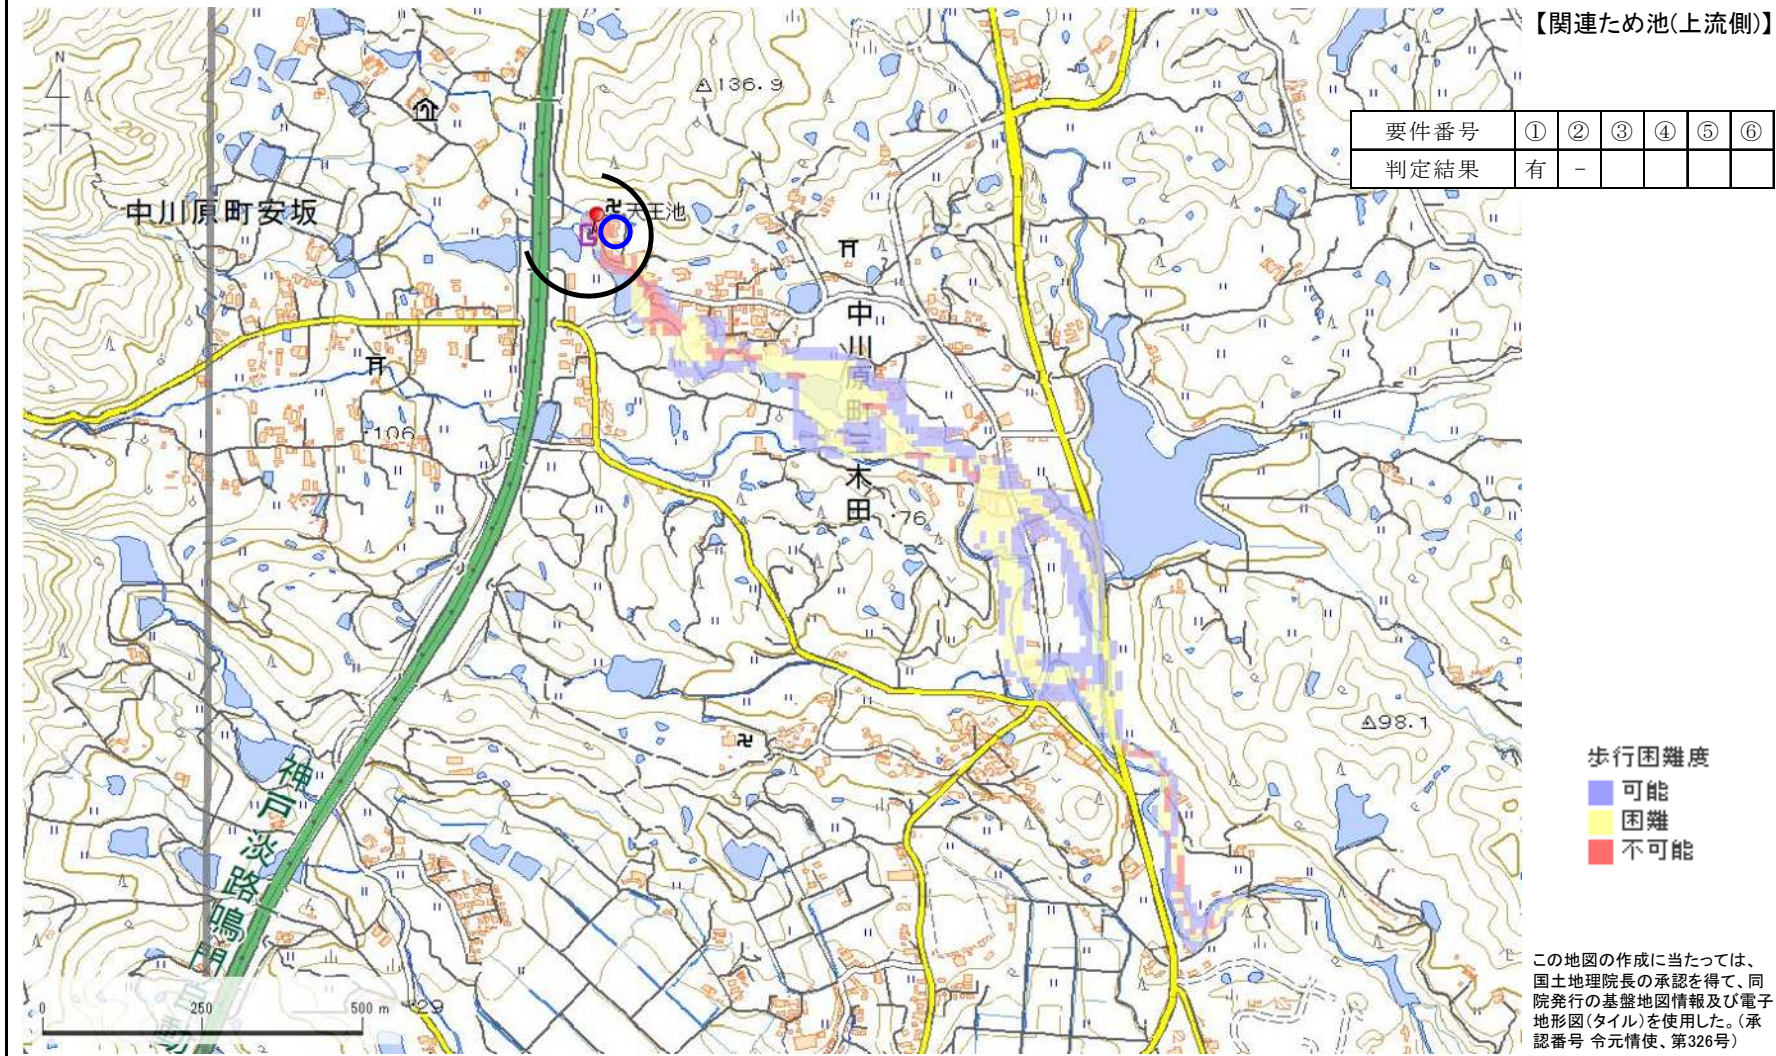 【関連ため池(上流側)】
要件番号 ① ② ③ ④ ⑤ ⑥
判定結果 有 -
N
136.9
200
中川原町安坂
天王池
中川原町三木田
106
76
98.1
神戸淡路鳴門
歩行困難度
可能
困難
不可能
0 250 500 m
29
この地図の作成に当たっては、
国土地理院長の承認を得て、同
院発行の基盤地図情報及び電子
地形図(タイル)を使用した。(承
認番号 令元情使、第326号)